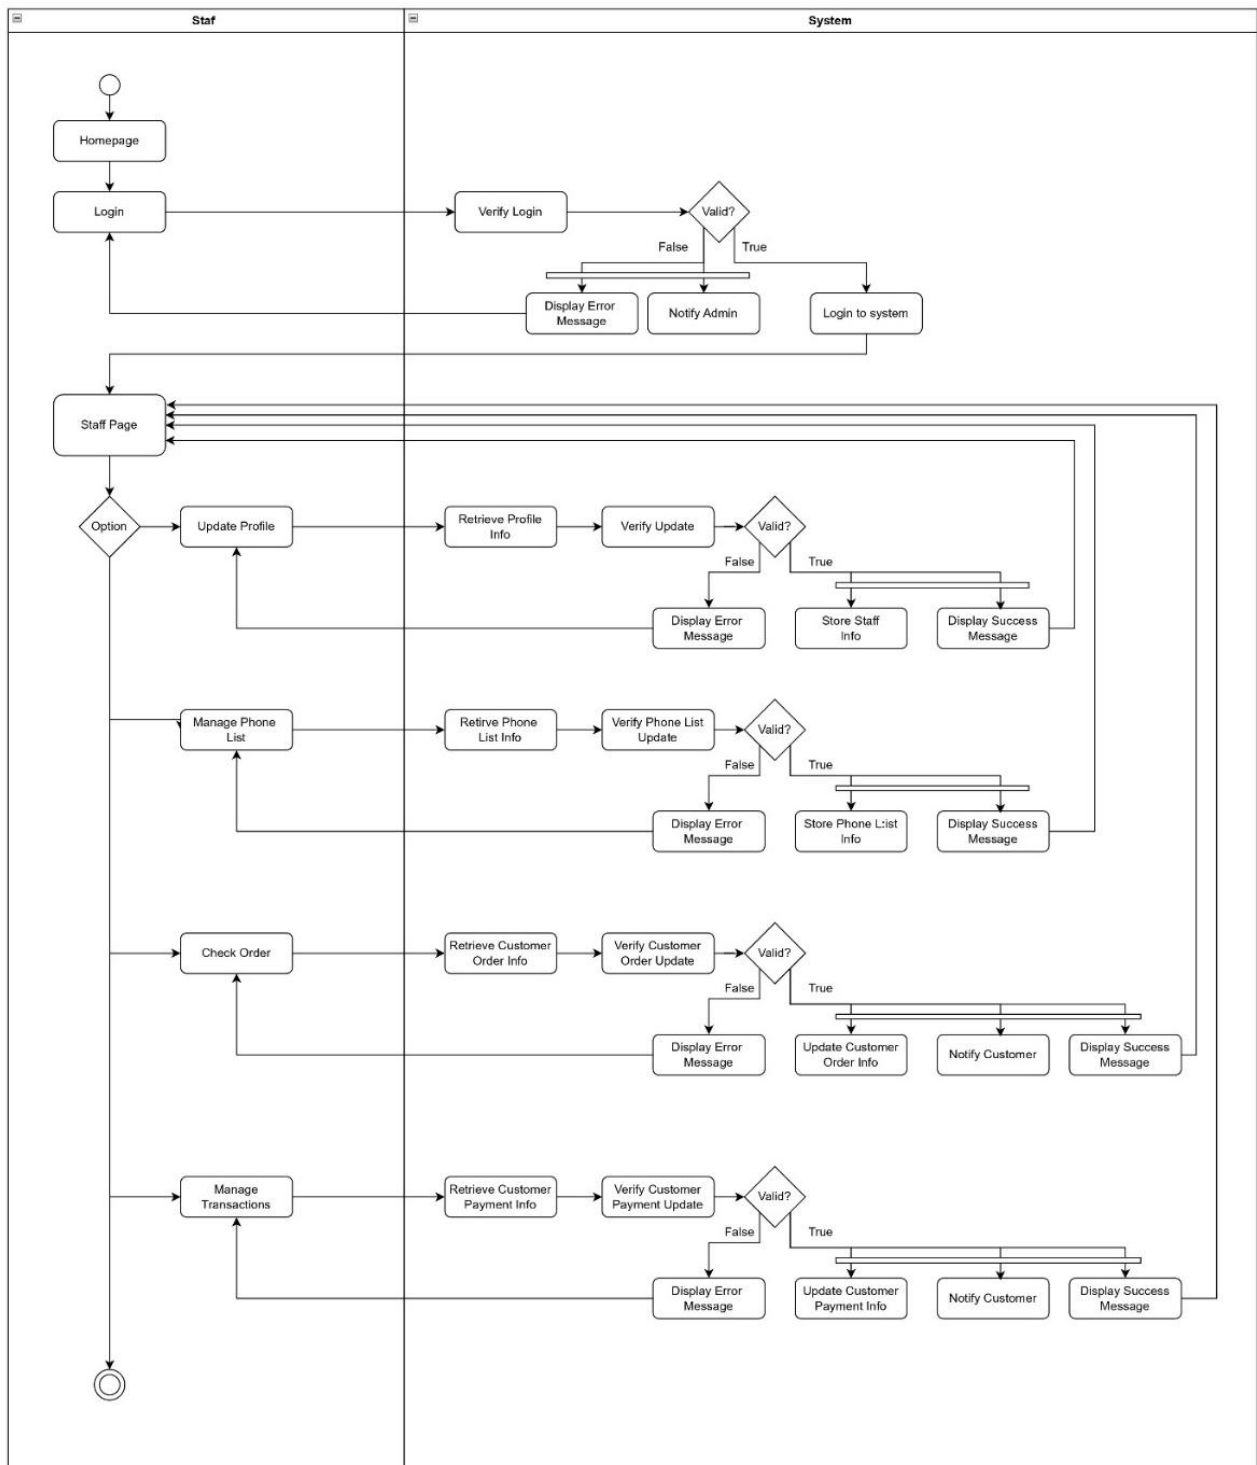 Staf
System
Homepage
Login
Verify Login
Valid?
False
True
Display Error
Message
Notify Admin
Login to system
Staff Page
Option
Update Profile
Retrieve Profile
Info
Verify Update
Valid?
False
True
Display Error
Message
Store Staff
Info
Display Success
Message
Manage Phone
List
Retirve Phone
List Info
Verify Phone List
Update
Valid?
False
True
Display Error
Message
Store Phone L:ist
Info
Display Success
Message
Check Order
Retrieve Customer
Order Info
Verify Customer
Order Update
Valid?
False
True
Display Error
Message
Update Customer
Order Info
Notify Customer
Display Success
Message
Manage
Transactions
Retrieve Customer
Payment Info
Verify Customer
Payment Update
Valid?
False
True
Display Error
Message
Update Customer
Payment Info
Notify Customer
Display Success
Message